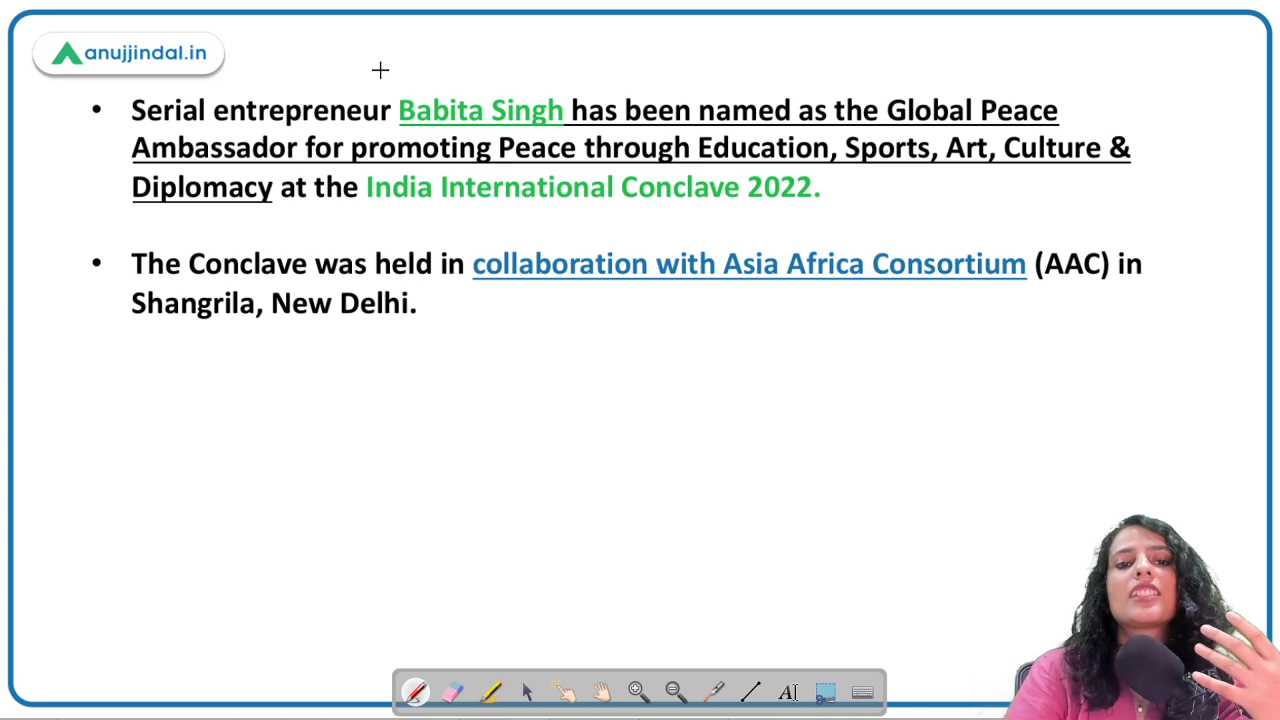 anujjindal.in
• Serial entrepreneur Babita Singh has been named as the Global Peace
Ambassador for promoting Peace through Education, Sports, Art, Culture &
Diplomacy at the India International Conclave 2022.
• The Conclave was held in collaboration with Asia Africa Consortium (AAC) in
Shangrila, New Delhi.
A